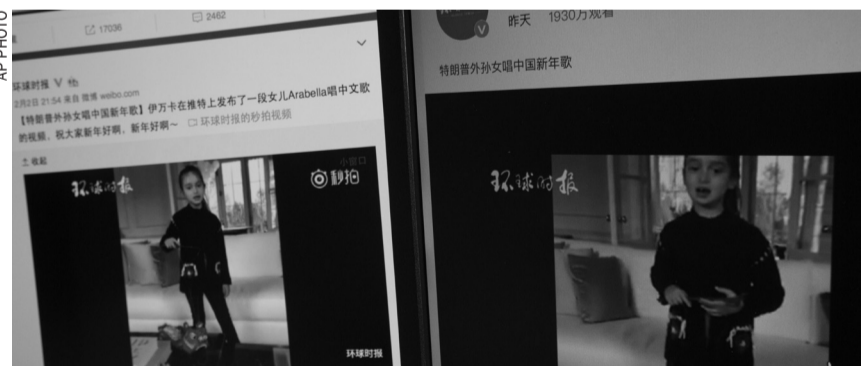 AP PHOTO
17036
2462
环球时报
2月2日 21:54 来自 微博 weibo.com
【特朗普外孙女唱中国新年歌】伊万卡在推特上发布了一段女儿Arabella唱中文歌
的视频，祝大家新年好啊，新年好啊～ 环球时报的秒拍视频
收起
小窗口
环球时报
秒拍
环球时报
昨天 1930万观看
特朗普外孙女唱中国新年歌
环球时报